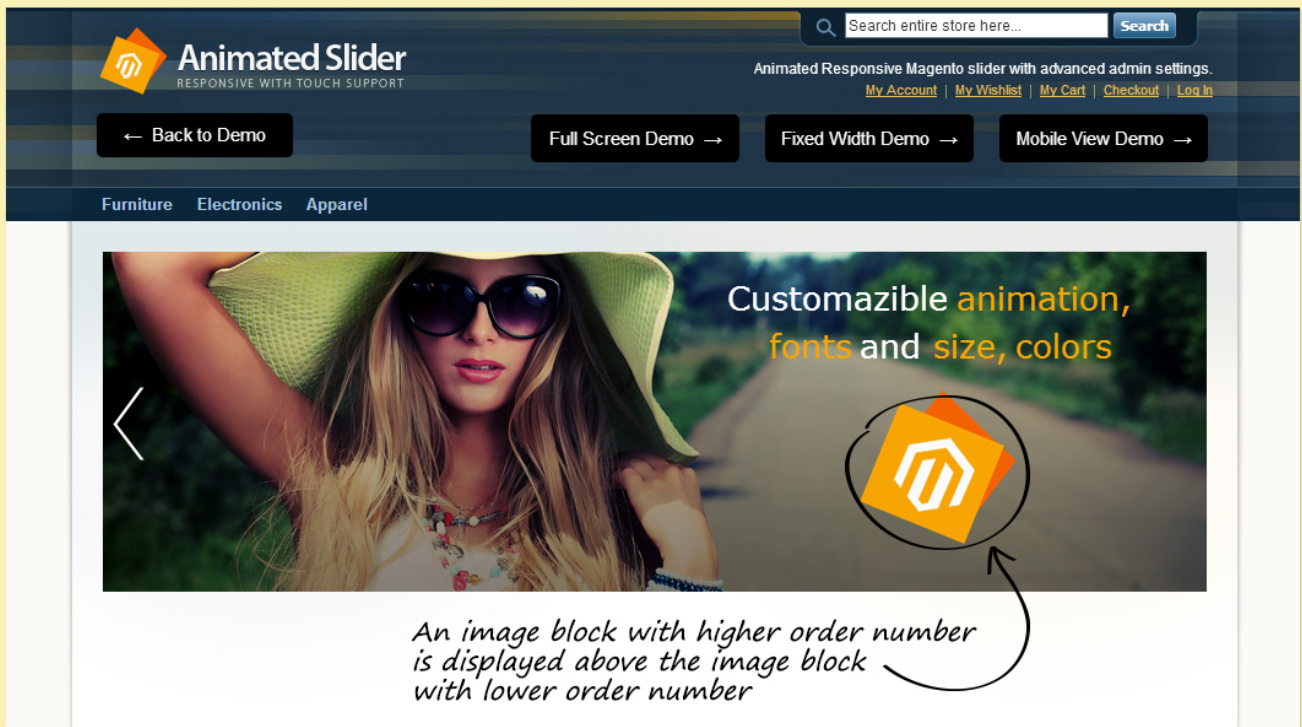 Search entire store here...
Search
Animated Slider
RESPONSIVE WITH TOUCH SUPPORT
Animated Responsive Magento slider with advanced admin settings.
My Account | My Wishlist | My Cart | Checkout | Log In
← Back to Demo
Full Screen Demo →
Fixed Width Demo →
Mobile View Demo →
Furniture Electronics Apparel
Customazible animation,
fonts and size, colors
An image block with higher order number
is displayed above the image block
with lower order number